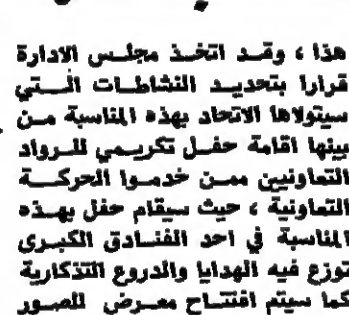 هذا ، وقد اتخذ مجلس الادارة
قرارا بتحديد النشاطات التي
سيتولاها الاتحاد بهذه المناسبة من
بينها اقامة حفل تكريمي للرواد
التعاونيين ممن خدموا الحركة
التعاونية ، حيث سيقام حفل بهذه
المناسبة في احد الفنادق الكبرى
توزع فيه الهدايا والدروع التذكارية
كما سيتم افتتاح معرض للصور